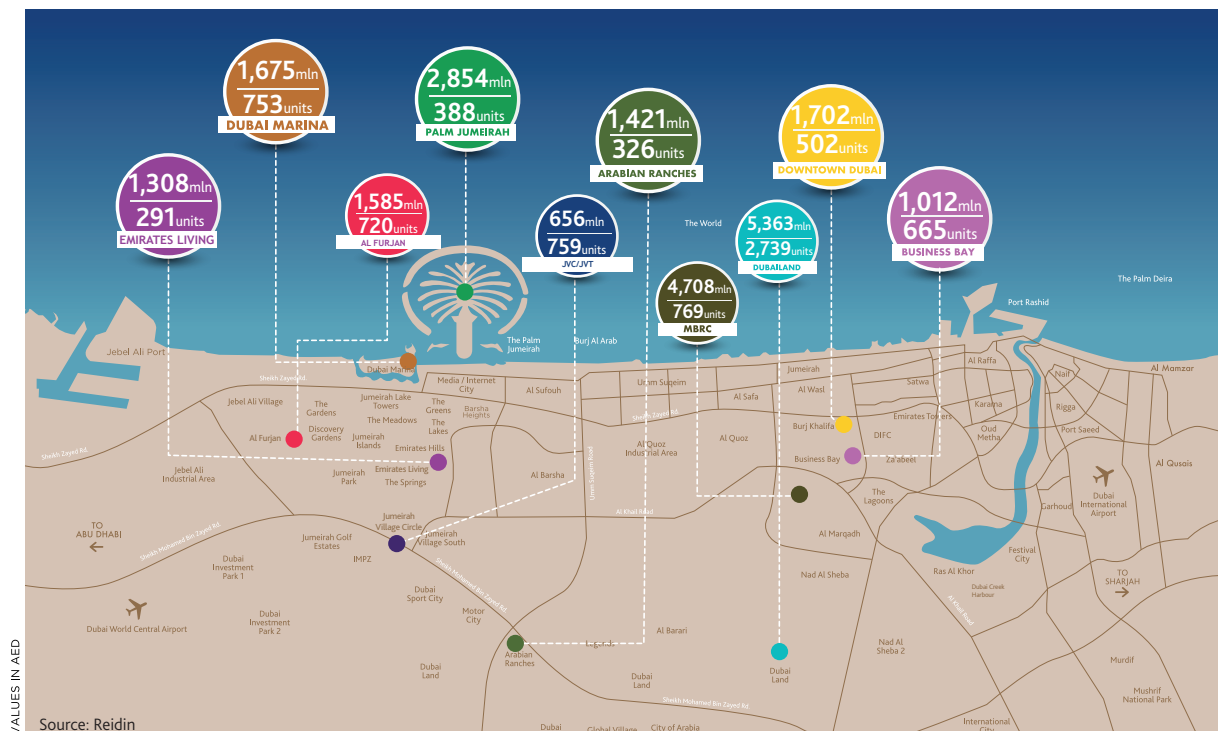 1,675mln
753units
DUBAI MARINA
2,854mln
388units
PALM JUMEIRAH
1,421mln
326units
ARABIAN RANCHES
1,702mln
502units
DOWNTOWN DUBAI
1,308mln
291units
EMIRATES LIVING
1,585mln
720units
AL FURJAN
656mln
759units
JVC/JVT
5,363mln
2,739units
DUBAILAND
1,012mln
665units
BUSINESS BAY
4,708mln
769units
MBRC
The World
The Palm Deira
Port Rashid
The Palm
Jumeirah
Burj Al Arab
Jebel Ali Port
Dubai Marina
Sheikh Zayed Rd.
Media / Internet
City
Al Sufouh
Umm Suqeim
Al Safa
Jumeirah
Al Wasl
Satwa
Al Raffa
Naif
Al Mamzar
Jebel Ali Village
The
Gardens
Jumeirah Lake
Towers
The
Greens
Barsha
Heights
Sheikh Zayed Rd.
Emirates Towers
Karama
Rigga
Al Furjan
Discovery
Gardens
The Meadows
Jumeirah
Islands
The
Lakes
Emirates Hills
Al Quoz
Industrial Area
Al Quoz
Burj Khalifa
DIFC
Oud
Metha
Port Saeed
Sheikh Zayed Rd.
Jebel Ali
Industrial Area
Jumeirah
Park
Emirates Living
The Springs
Al Barsha
Umm Suqeim Road
Business Bay
Za'abeel
Al Qusais
The
Lagoons
Garhoud
Dubai
International
Airport
TO
ABU DHABI
Sheikh Mohamed Bin Zayed Rd.
Jumeirah
Village Circle
Jumeirah
Village South
Jumeirah Golf
Estates
IMPZ
Al Khail Road
Al Marqadh
Festival
City
Dubai
Investment
Park 1
Sheikh Mohamed Bin Zayed Rd.
Nad Al Sheba
Ras Al Khor
Dubai Creek
Harbour
TO
SHARJAH
Dubai
Sport City
Motor
City
Al Khail Road
Dubai World Central Airport
Dubai
Investment
Park 2
Al Barari
Nad Al
Sheba 2
Arabian
Ranches
Dubai
Land
Dubai
Land
Dubai
Land
Murdif
Mushrif
National Park
Sheikh Mohamed Bin Zayed Rd.
International
City
Dubai
Global Village
City of Arabia
VALUES IN AED
Source: Reidin